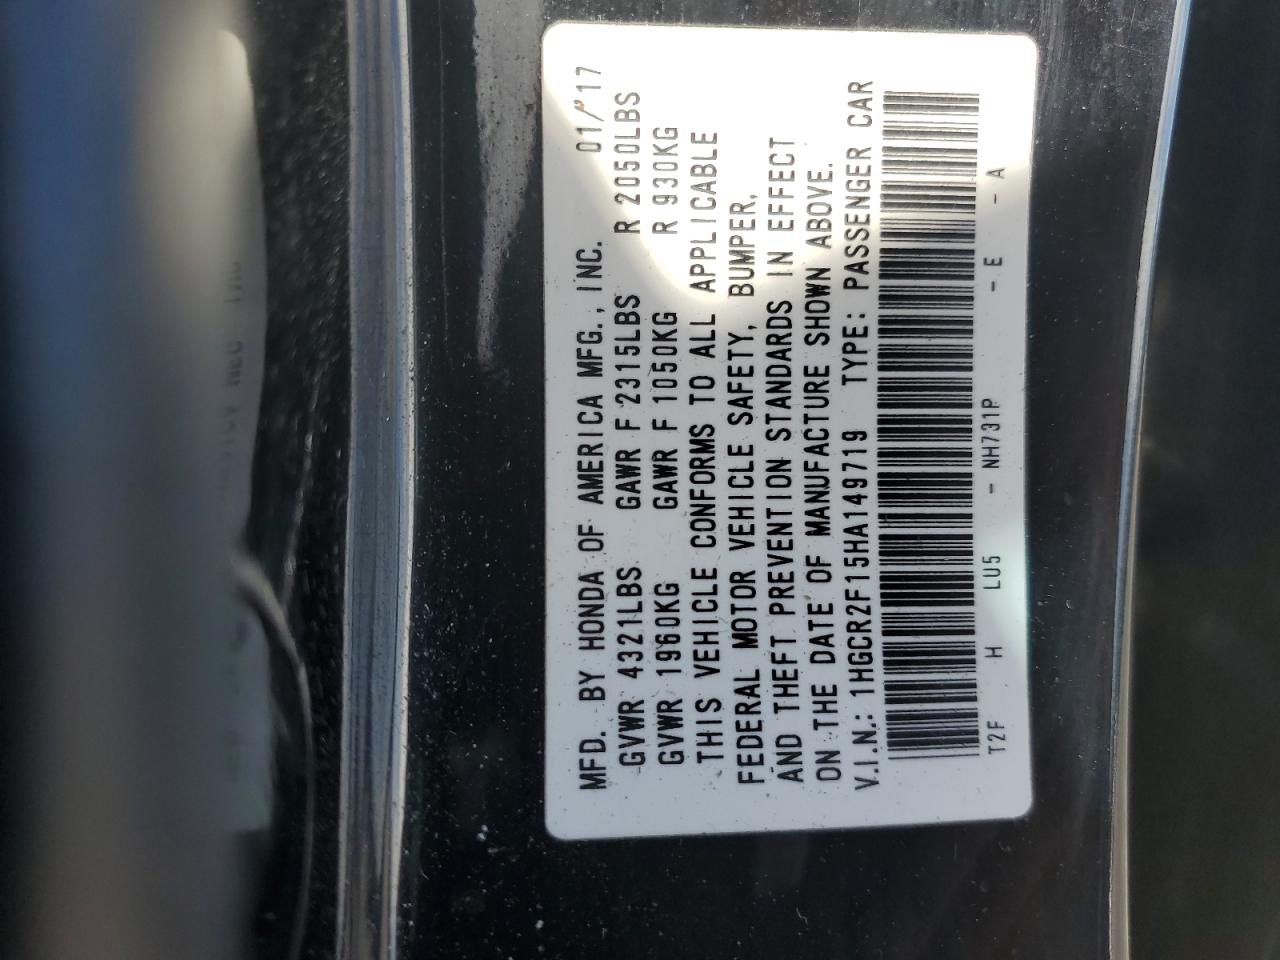 MFD. BY HONDA OF AMERICA MFG., INC. 01/'17
GVWR 4321LBS GAWR F 2315LBS R 2050LBS
GVWR 1960KG GAWR F 1050KG R 930KG
THIS VEHICLE CONFORMS TO ALL APPLICABLE
FEDERAL MOTOR VEHICLE SAFETY, BUMPER,
AND THEFT PREVENTION STANDARDS IN EFFECT
ON THE DATE OF MANUFACTURE SHOWN ABOVE.
V.I.N.: 1HGCR2F15HA149719 TYPE: PASSENGER CAR
T2F H LU5 - NH731P - E - A